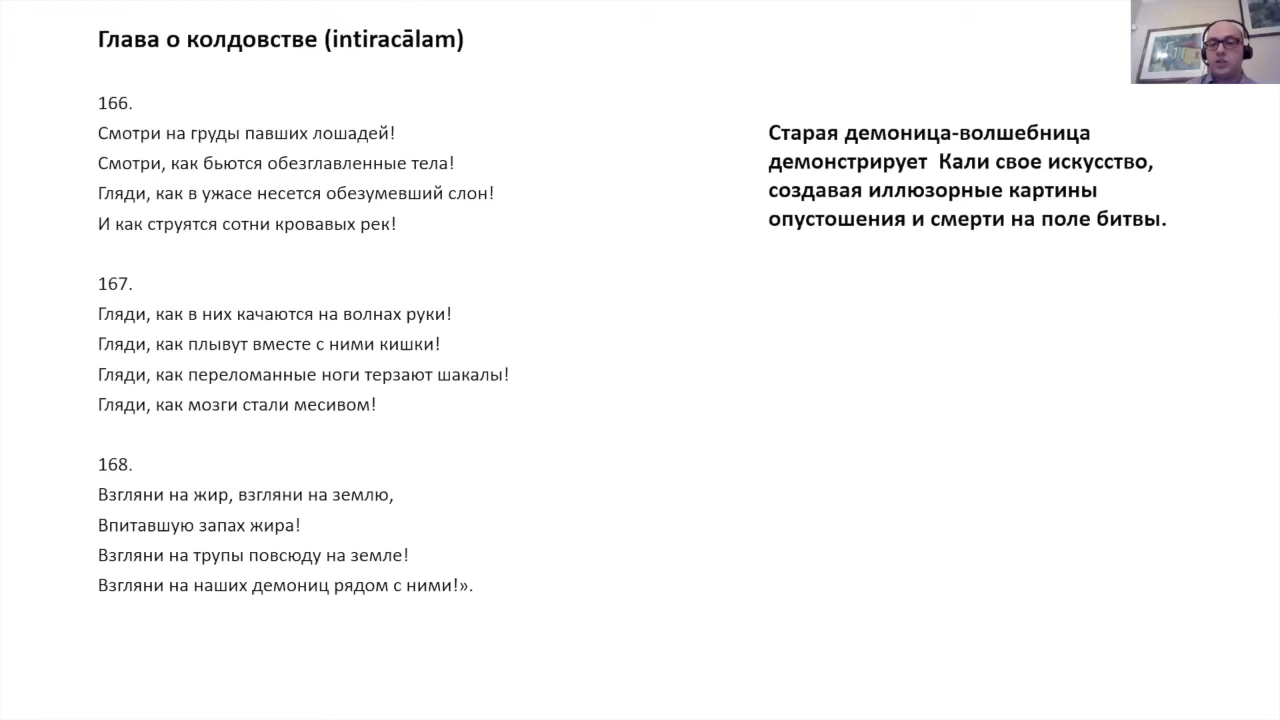 Глава о колдовстве (intiracālam)
166.
Смотри на груды павших лошадей!
Смотри, как бьются обезглавленные тела!
Гляди, как в ужасе несется обезумевший слон!
И как струятся сотни кровавых рек!
167.
Гляди, как в них качаются на волнах руки!
Гляди, как плывут вместе с ними кишки!
Гляди, как переломанные ноги терзают шакалы!
Гляди, как мозги стали месивом!
168.
Взгляни на жир, взгляни на землю,
Впитавшую запах жира!
Взгляни на трупы повсюду на земле!
Взгляни на наших демониц рядом с ними!».
Старая демоница-волшебница
демонстрирует Кали свое искусство,
создавая иллюзорные картины
опустошения и смерти на поле битвы.